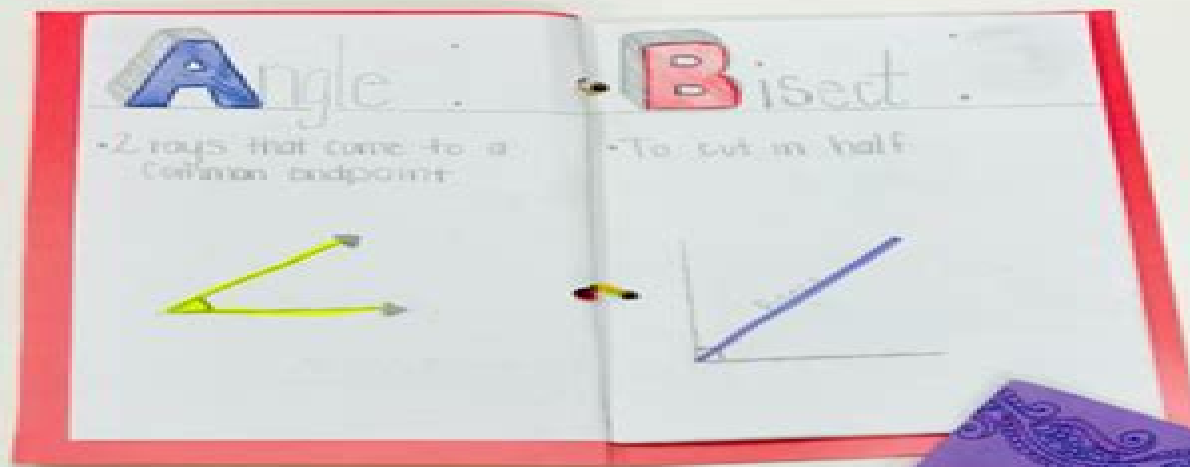 Angle :
• 2 rays that come to a
common endpoint
Bisect :
• To cut in half